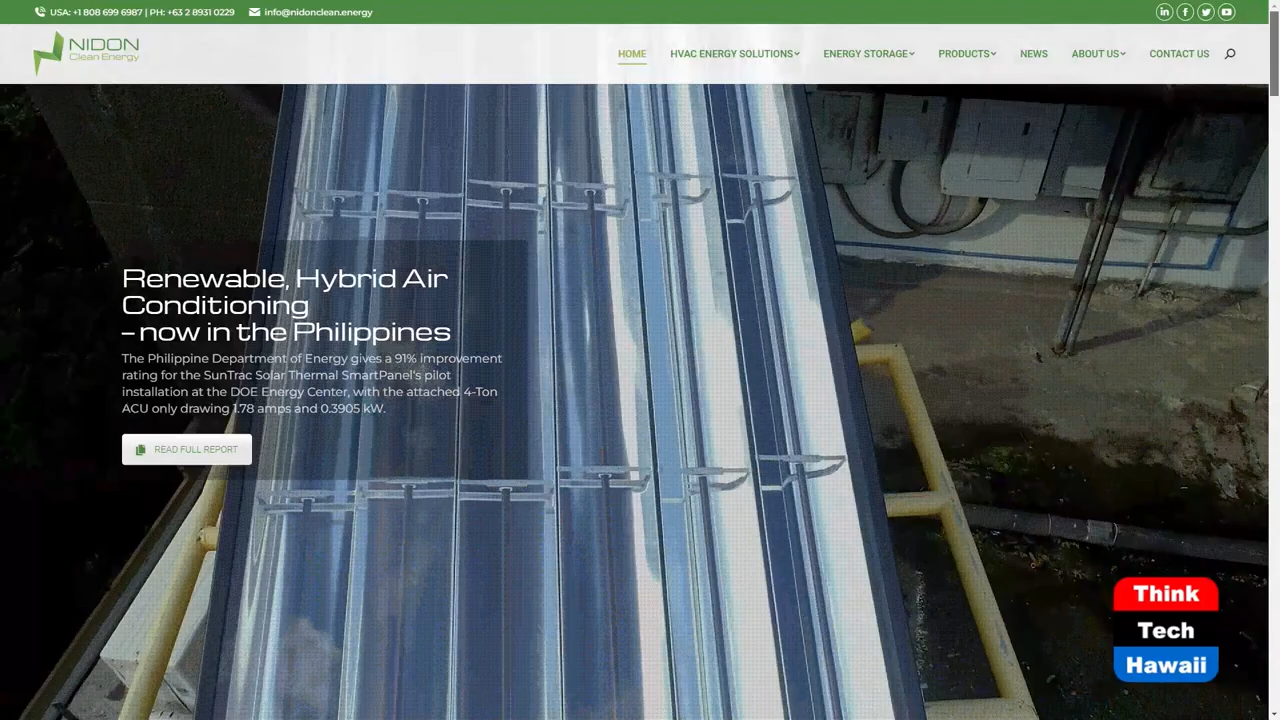 USA: +1 808 699 6987 | PH: +63 2 8931 0229
info@nidonclean.energy
NIDON
Clean Energy
HOME
HVAC ENERGY SOLUTIONS
ENERGY STORAGE
PRODUCTS
NEWS
ABOUT US
CONTACT US
Renewable, Hybrid Air
Conditioning
– now in the Philippines
The Philippine Department of Energy gives a 91% improvement
rating for the SunTrac Solar Thermal SmartPanel's pilot
installation at the DOE Energy Center, with the attached 4-Ton
ACU only drawing 1.78 amps and 0.3905 kW.
READ FULL REPORT
Think
Tech
Hawaii